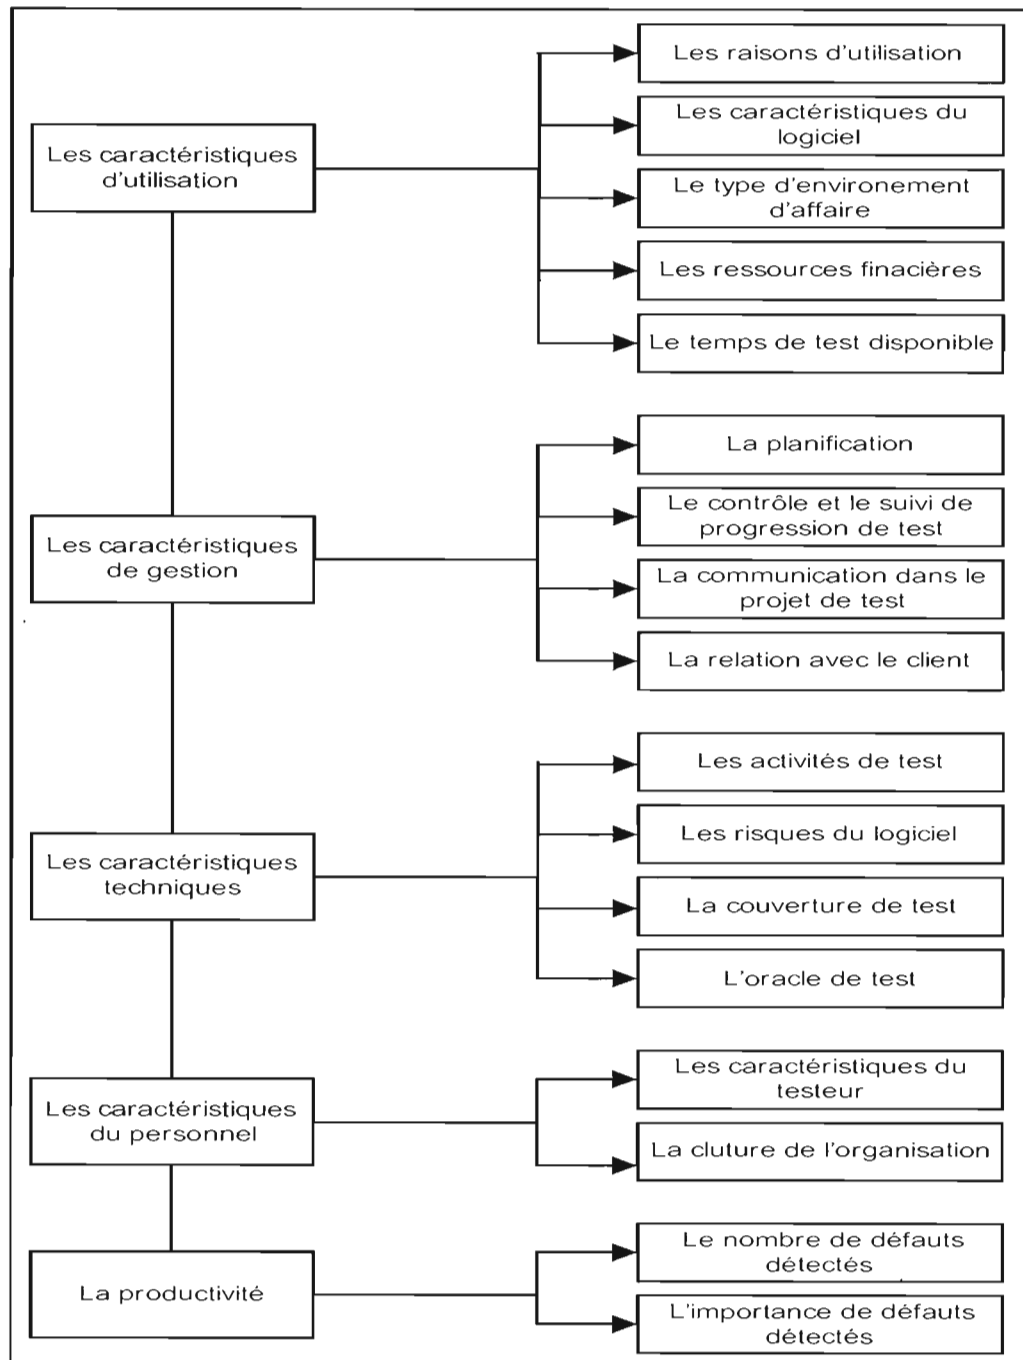 Les caractéristiques
d'utilisation
Les raisons d'utilisation
Les caractéristiques du
logiciel
Le type d'environement
d'affaire
Les ressources finacières
Le temps de test disponible
Les caractéristiques
de gestion
La planification
Le contrôle et le suivi de
progression de test
La communication dans le
projet de test
La relation avec le client
Les caractéristiques
techniques
Les activités de test
Les risques du logiciel
La couverture de test
L'oracle de test
Les caractéristiques
du personnel
Les caractéristiques du
testeur
La cluture de l'organisation
La productivité
Le nombre de défauts
détectés
L'importance de défauts
détectés